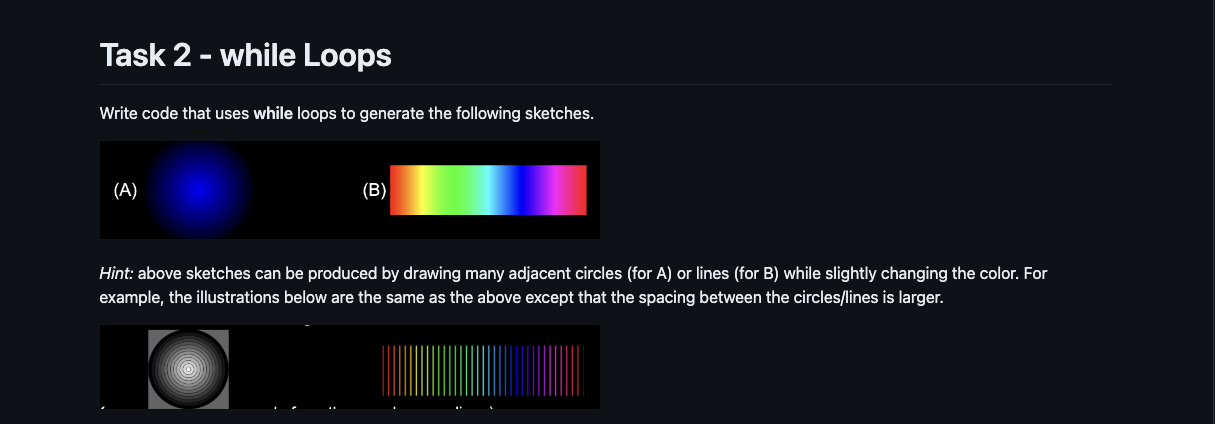 Task 2 - while Loops
Write code that uses while loops to generate the following sketches.
(A)
(B)
Hint: above sketches can be produced by drawing many adjacent circles (for A) or lines (for B) while slightly changing the color. For
example, the illustrations below are the same as the above except that the spacing between the circles/lines is larger.